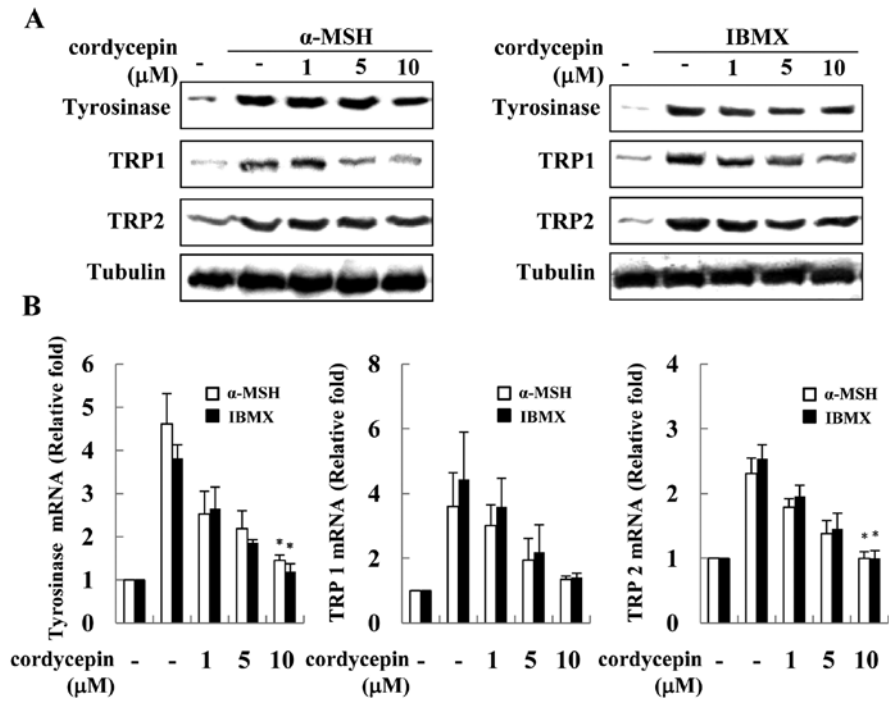 A
α-MSH
cordycepin
(μM)
- - 1 5 10
Tyrosinase
TRP1
TRP2
Tubulin
IBMX
cordycepin
(μM)
- - 1 5 10
Tyrosinase
TRP1
TRP2
Tubulin
B
Tyrosinase mRNA (Relative fold)
6
5
4
3
2
1
0
α-MSH
IBMX
* *
cordycepin - - 1 5 10
(μM)
TRP 1 mRNA (Relative fold)
8
6
4
2
0
α-MSH
IBMX
cordycepin - - 1 5 10
(μM)
TRP 2 mRNA (Relative fold)
4
3
2
1
0
α-MSH
IBMX
* *
cordycepin - - 1 5 10
(μM)